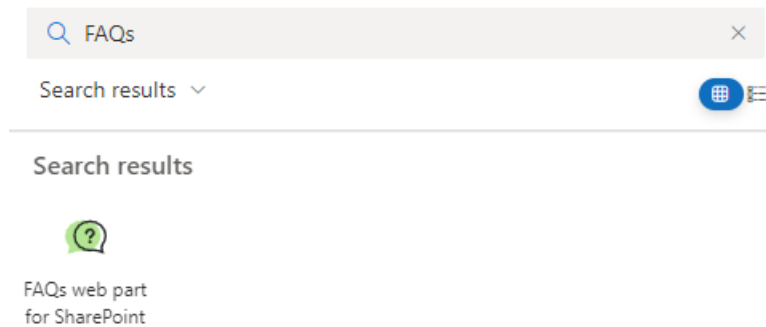 FAQs
Search results
Search results
FAQs web part
for SharePoint